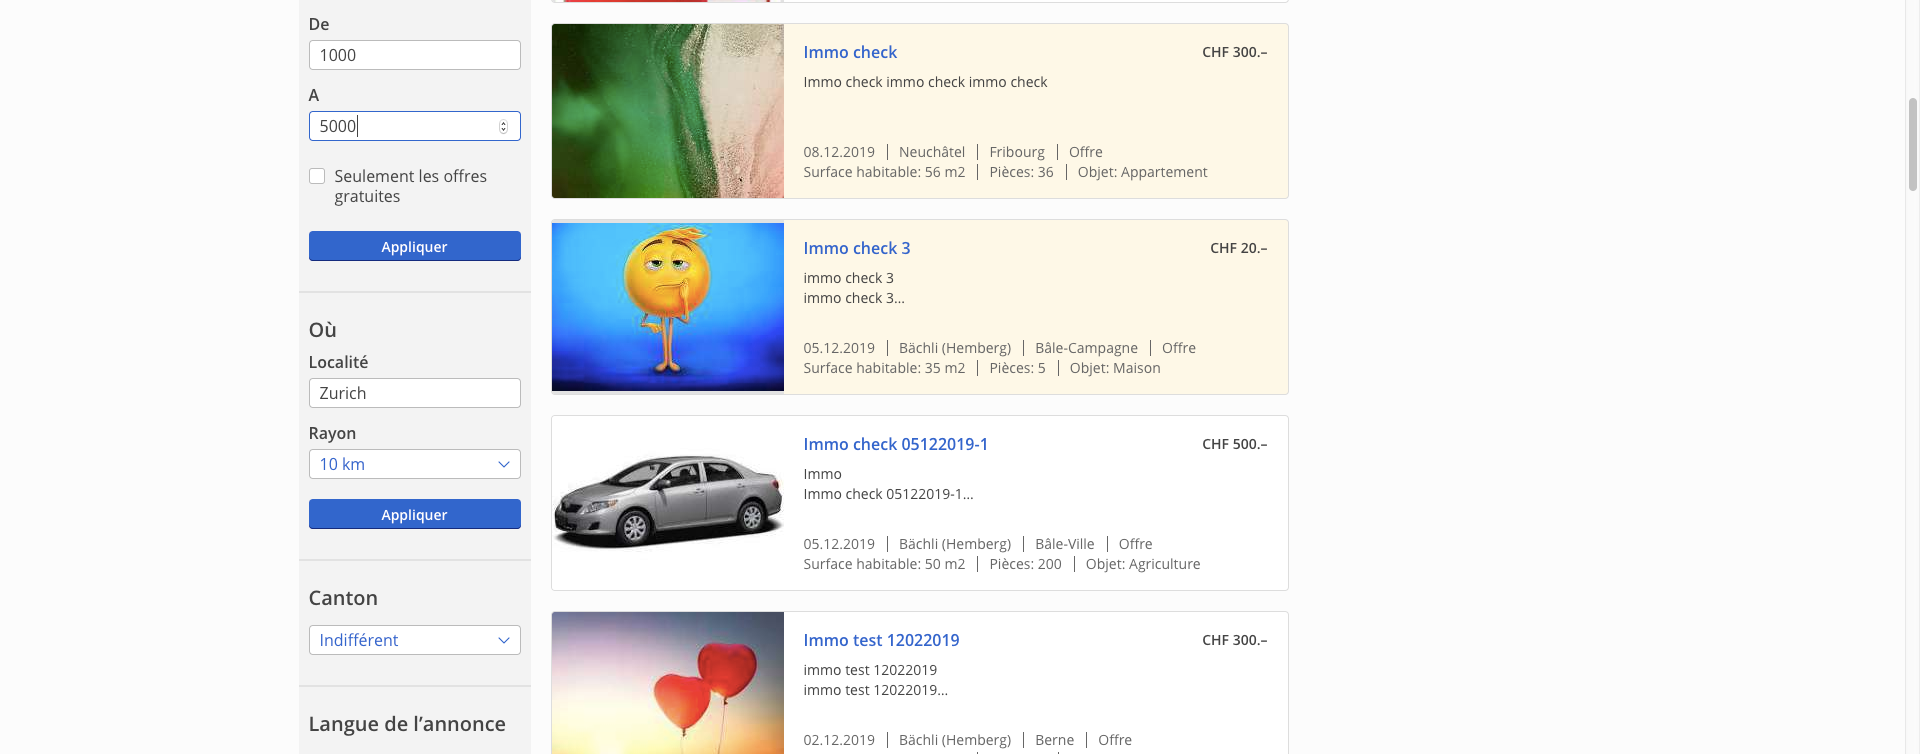 De
1000
A
5000
Seulement les offres
gratuites
Appliquer
Où
Localité
Zurich
Rayon
10 km
Appliquer
Canton
Indifférent
Langue de l’annonce
Immo check
CHF 300.–
Immo check immo check immo check
08.12.2019 | Neuchâtel | Fribourg | Offre
Surface habitable: 56 m2 | Pièces: 36 | Objet: Appartement
Immo check 3
CHF 20.–
immo check 3
immo check 3...
05.12.2019 | Bächli (Hemberg) | Bâle-Campagne | Offre
Surface habitable: 35 m2 | Pièces: 5 | Objet: Maison
Immo check 05122019-1
CHF 500.–
Immo
Immo check 05122019-1...
05.12.2019 | Bächli (Hemberg) | Bâle-Ville | Offre
Surface habitable: 50 m2 | Pièces: 200 | Objet: Agriculture
Immo test 12022019
CHF 300.–
immo test 12022019
immo test 12022019...
02.12.2019 | Bächli (Hemberg) | Berne | Offre